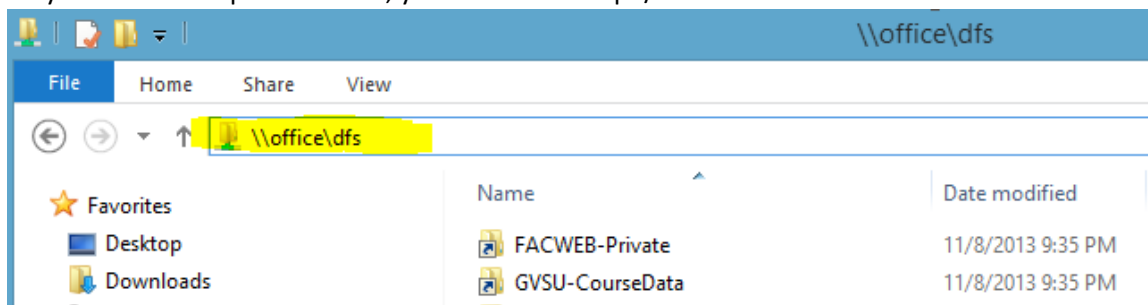 \\office\dfs
File Home Share View
\\office\dfs
Name Date modified
Favorites
Desktop
Downloads
FACWEB-Private 11/8/2013 9:35 PM
GVSU-CourseData 11/8/2013 9:35 PM